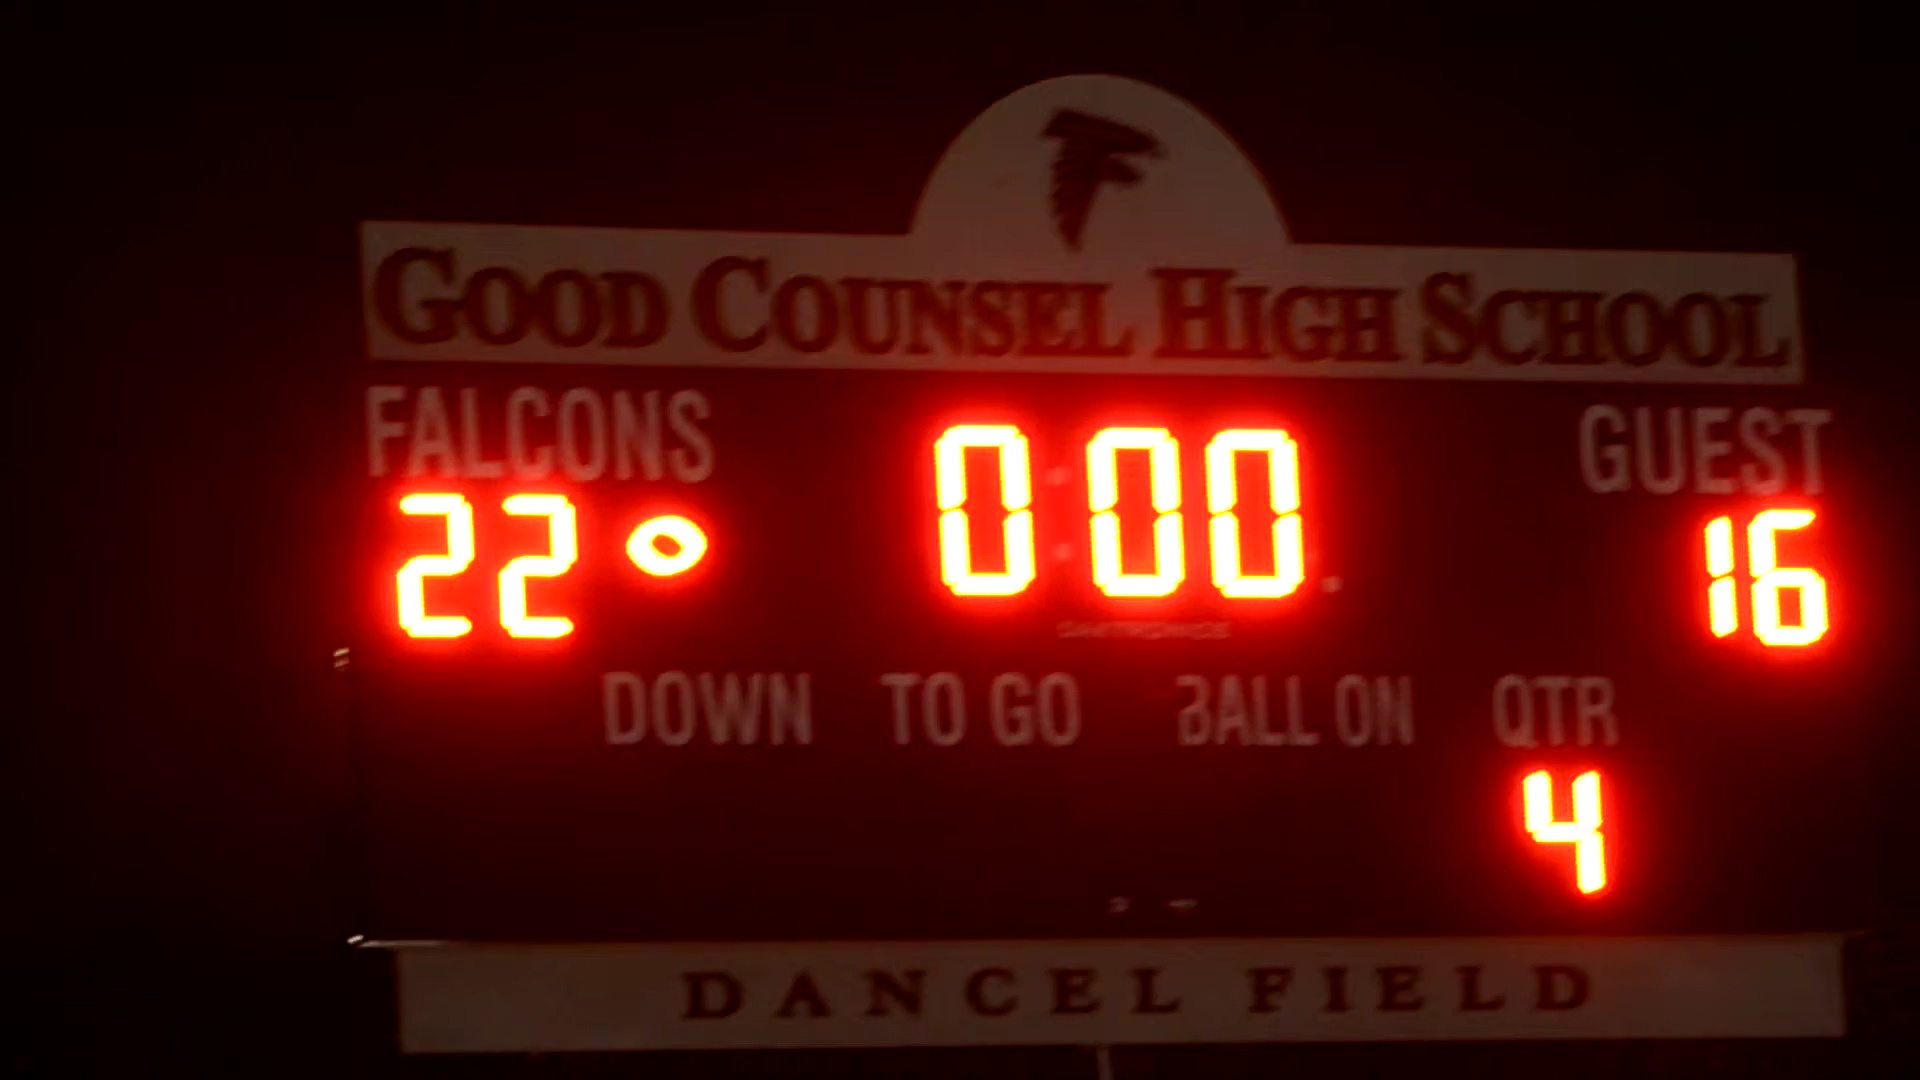 GOOD COUNSEL HIGH SCHOOL
FALCONS 0:00 GUEST
22 16
DAKTRONICS
DOWN TO GO BALL ON QTR
4
DANCEL FIELD